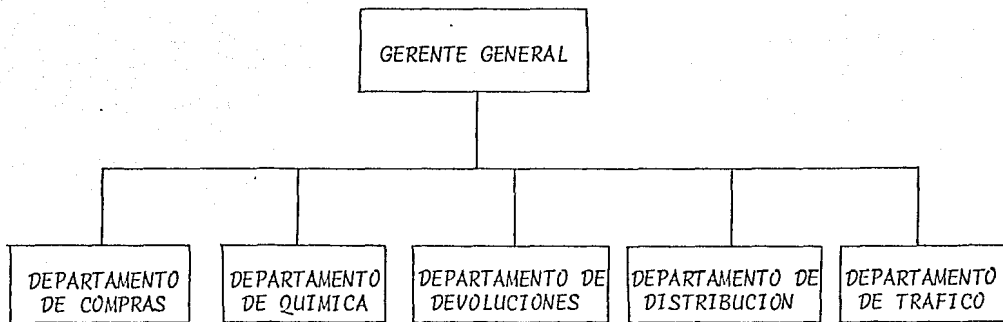 GERENTE GENERAL
DEPARTAMENTO
DE COMPRAS
DEPARTAMENTO
DE QUIMICA
DEPARTAMENTO DE
DEVOLUCIONES
DEPARTAMENTO DE
DISTRIBUCION
DEPARTAMENTO
DE TRAFICO